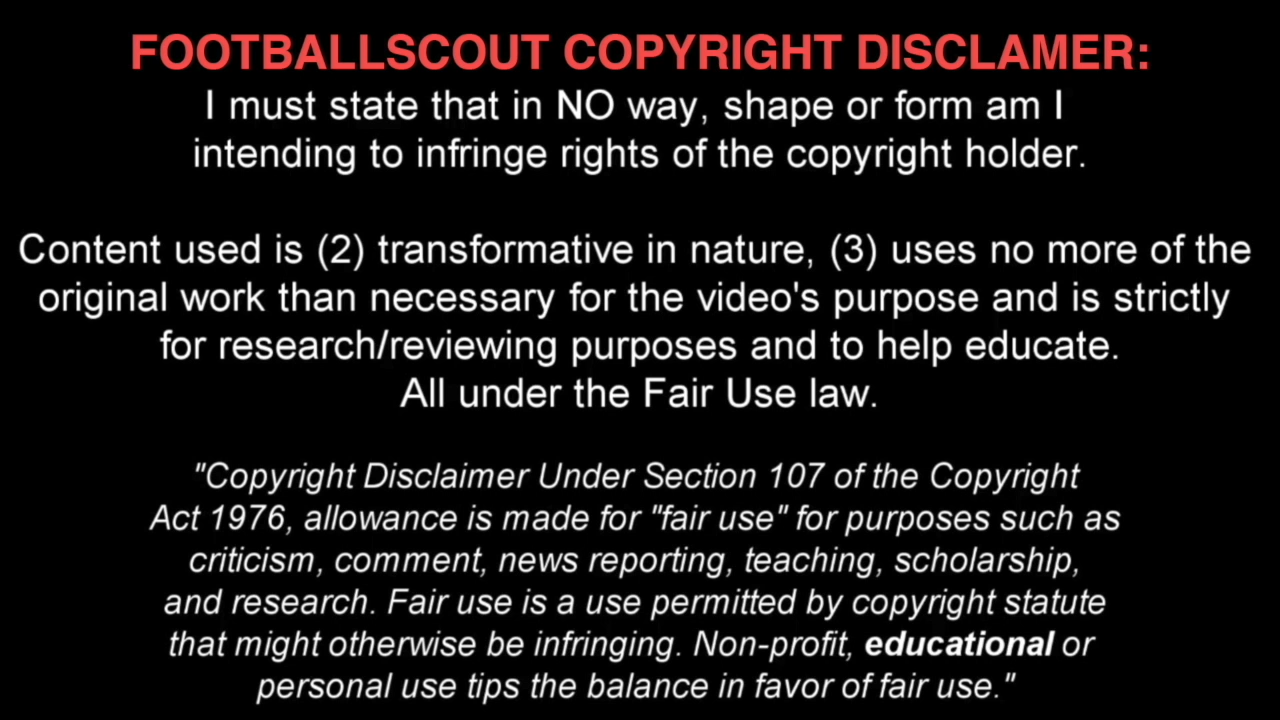 FOOTBALLSCOUT COPYRIGHT DISCLAMER:
I must state that in NO way, shape or form am I
intending to infringe rights of the copyright holder.
Content used is (2) transformative in nature, (3) uses no more of the
original work than necessary for the video's purpose and is strictly
for research/reviewing purposes and to help educate.
All under the Fair Use law.
"Copyright Disclaimer Under Section 107 of the Copyright
Act 1976, allowance is made for "fair use" for purposes such as
criticism, comment, news reporting, teaching, scholarship,
and research. Fair use is a use permitted by copyright statute
that might otherwise be infringing. Non-profit, educational or
personal use tips the balance in favor of fair use."